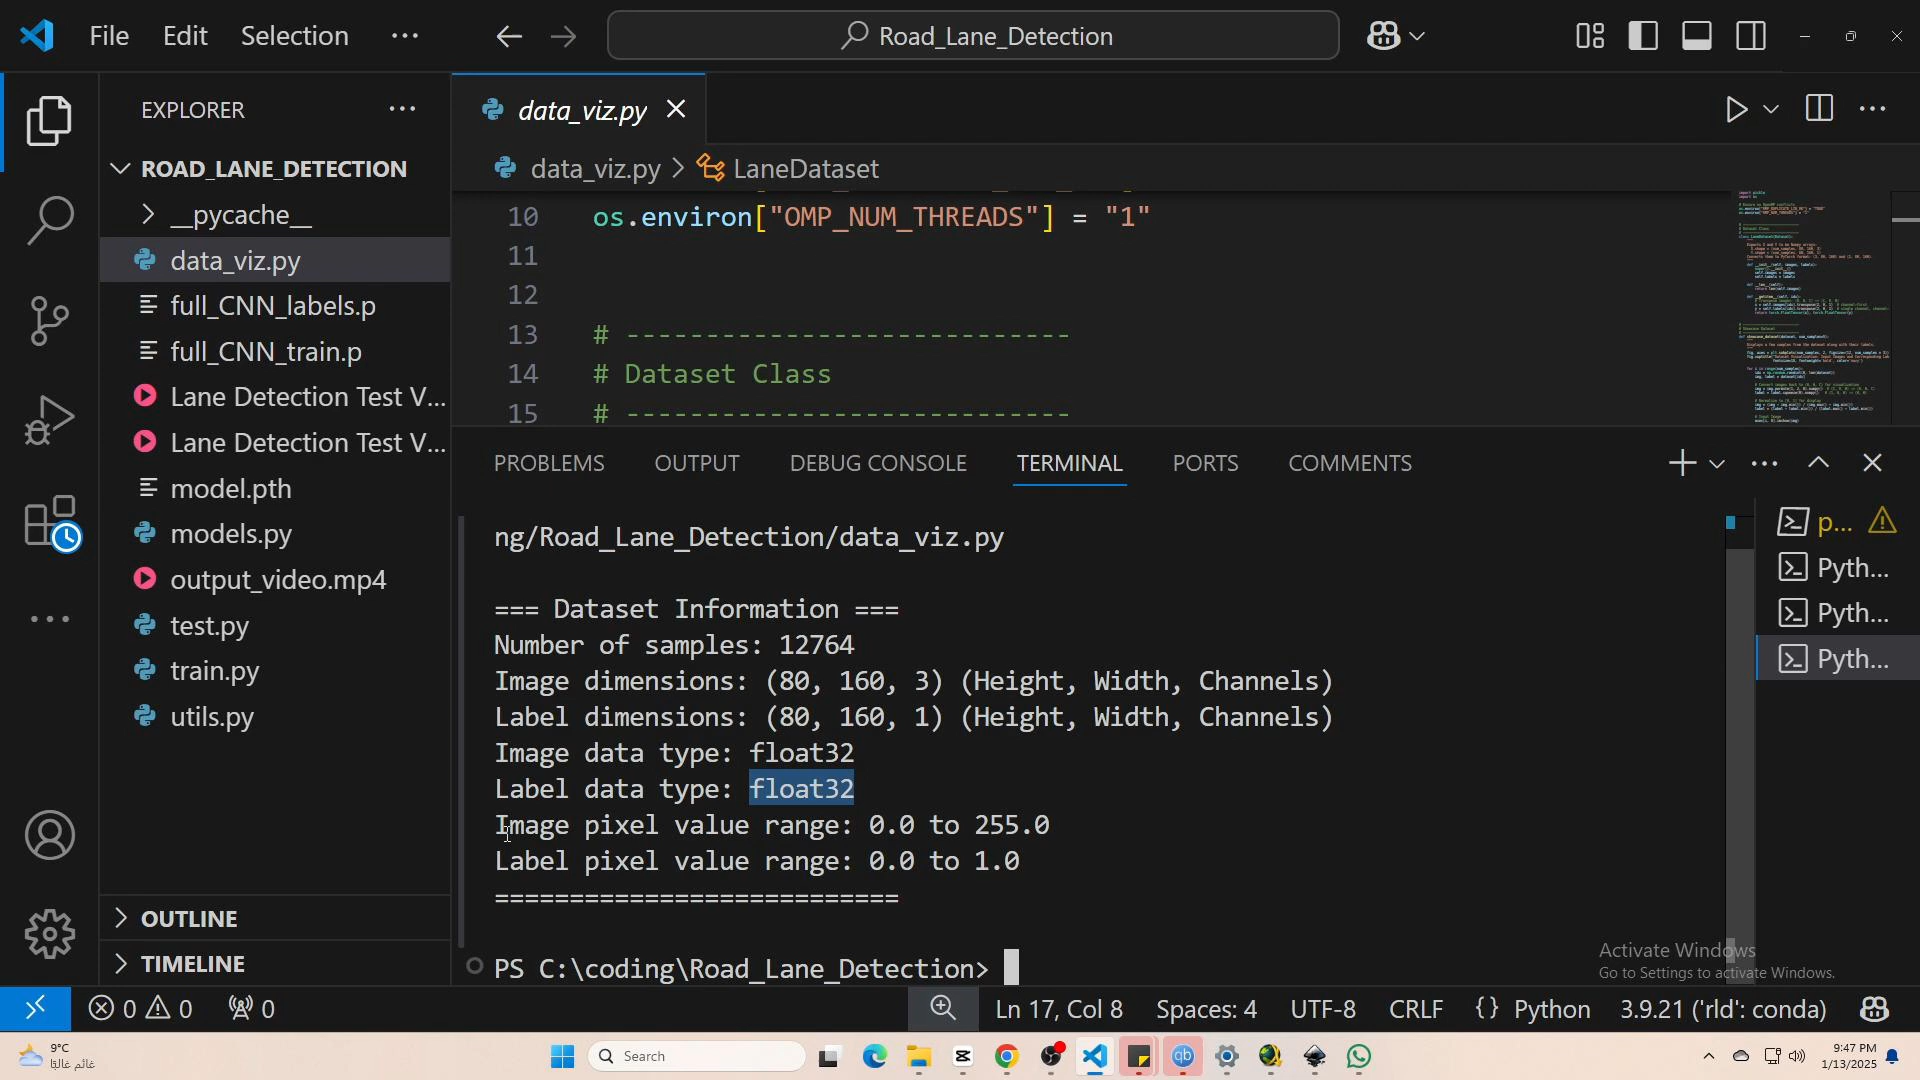 File Edit Selection ···
Road_Lane_Detection
EXPLORER
ROAD_LANE_DETECTION
__pycache__
data_viz.py
full_CNN_labels.p
full_CNN_train.p
Lane Detection Test V...
Lane Detection Test V...
model.pth
models.py
output_video.mp4
test.py
train.py
utils.py
OUTLINE
TIMELINE
data_viz.py
data_viz.py > LaneDataset
10 os.environ["OMP_NUM_THREADS"] = "1"
11
12
13 # ----------------------------
14 # Dataset Class
15 # ----------------------------
PROBLEMS OUTPUT DEBUG CONSOLE TERMINAL PORTS COMMENTS
ng/Road_Lane_Detection/data_viz.py
=== Dataset Information ===
Number of samples: 12764
Image dimensions: (80, 160, 3) (Height, Width, Channels)
Label dimensions: (80, 160, 1) (Height, Width, Channels)
Image data type: float32
Label data type: float32
Image pixel value range: 0.0 to 255.0
Label pixel value range: 0.0 to 1.0
===========================
PS C:\coding\Road_Lane_Detection>
p...
Pyth...
Pyth...
Pyth...
Activate Windows
Go to Settings to activate Windows.
0 0 0
Ln 17, Col 8 Spaces: 4 UTF-8 CRLF {} Python 3.9.21 ('rld': conda)
9°C
غائم غالبًا
Search
9:47 PM
1/13/2025